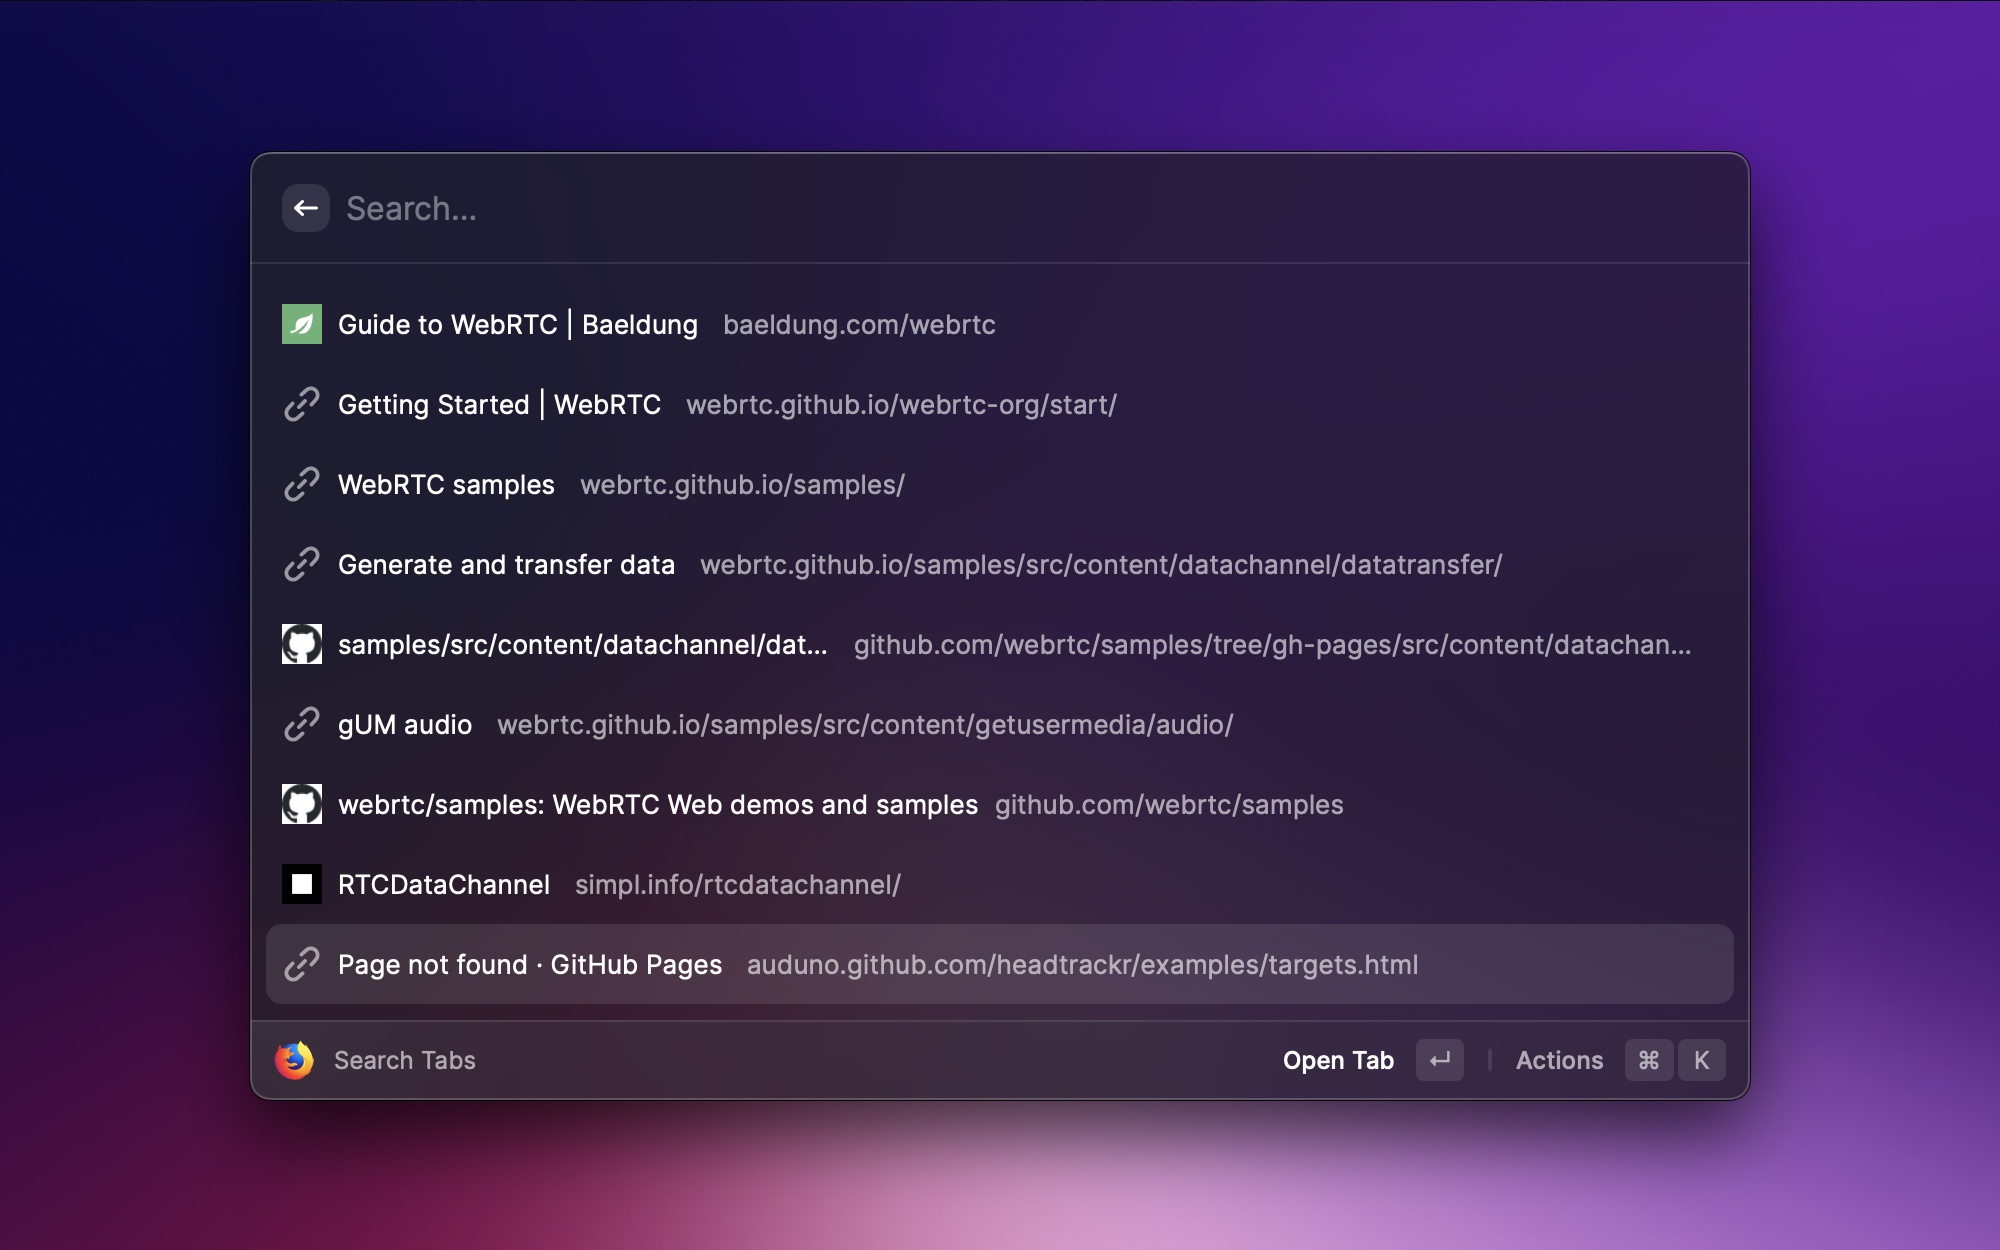 Search...
Guide to WebRTC | Baeldung baeldung.com/webrtc
Getting Started | WebRTC webrtc.github.io/webrtc-org/start/
WebRTC samples webrtc.github.io/samples/
Generate and transfer data webrtc.github.io/samples/src/content/datachannel/datatransfer/
samples/src/content/datachannel/dat... github.com/webrtc/samples/tree/gh-pages/src/content/datachan...
gUM audio webrtc.github.io/samples/src/content/getusermedia/audio/
webrtc/samples: WebRTC Web demos and samples github.com/webrtc/samples
RTCDataChannel simpl.info/rtcdatachannel/
Page not found · GitHub Pages auduno.github.com/headtrackr/examples/targets.html
Search Tabs Open Tab ↵ | Actions ⌘ K